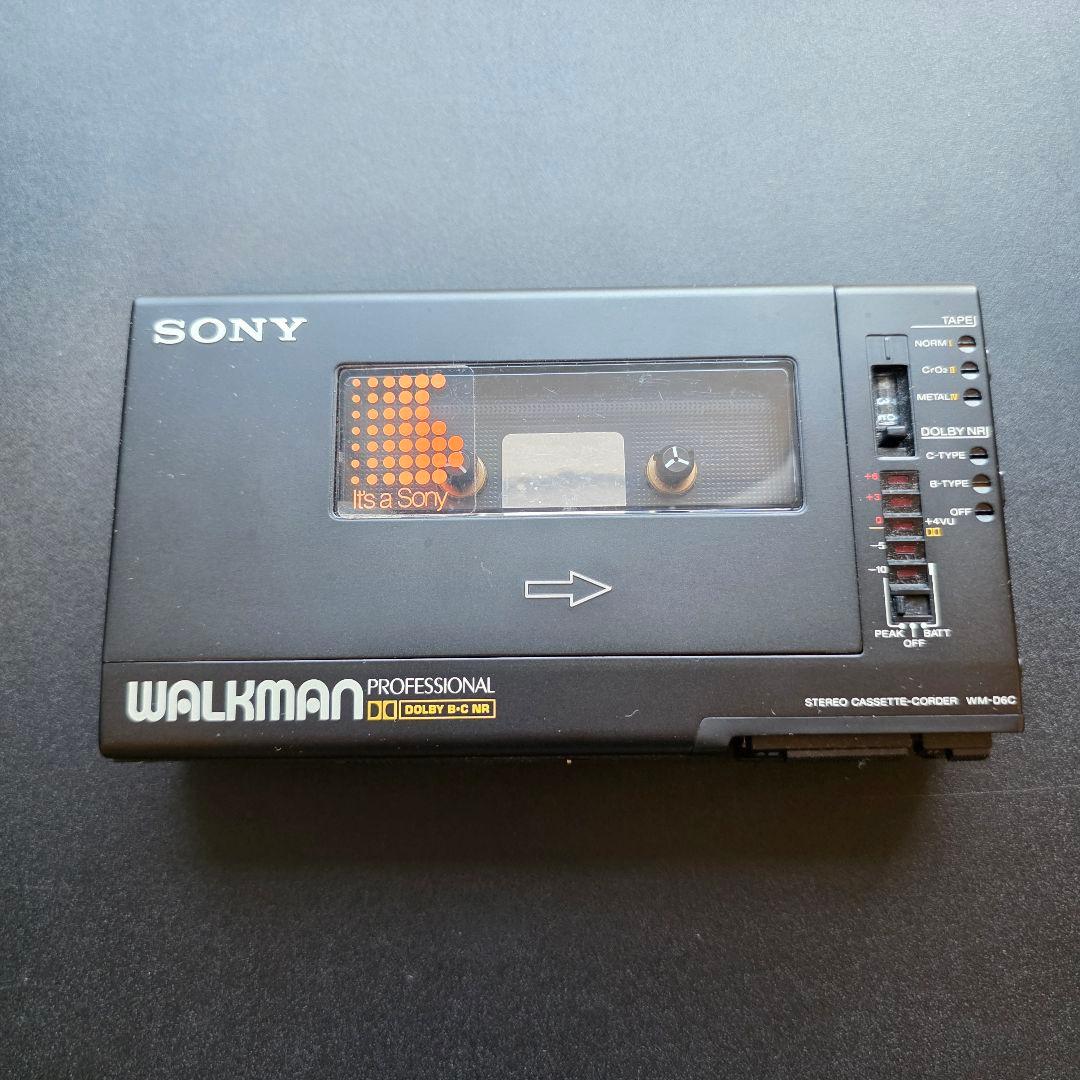 SONY
It's a Sony
TAPE
NORM I
CrO₂ II
METAL IV
DOLBY NR
C-TYPE
B-TYPE
OFF
+6
+3
0
+4VU
-5
-10
PEAK
BATT
OFF
WALKMAN PROFESSIONAL
DOLBY B•C NR
STEREO CASSETTE-CORDER WM-D6C